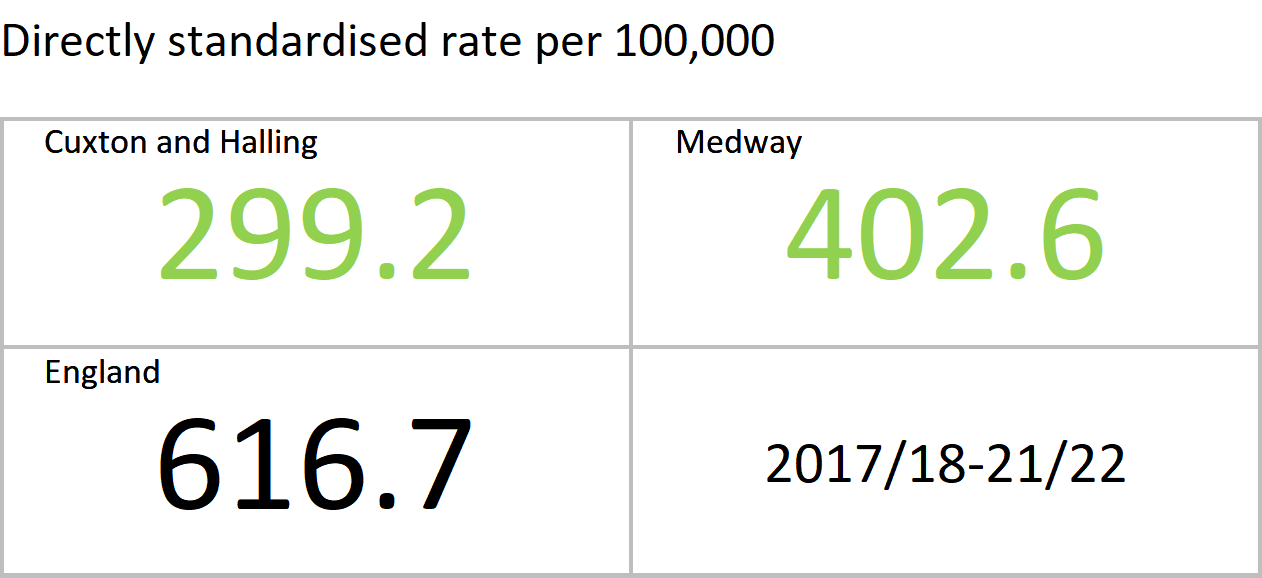 Directly standardised rate per 100,000
Cuxton and Halling
299.2
Medway
402.6
England
616.7
2017/18-21/22